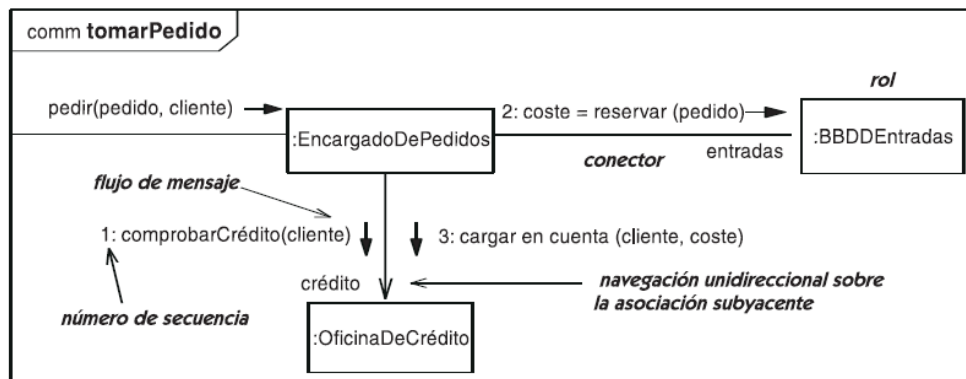 comm tomarPedido
rol
pedir(pedido, cliente)
2: coste = reservar (pedido)
:EncargadoDePedidos
:BBDDEntradas
conector
entradas
flujo de mensaje
1: comprobarCrédito(cliente)
3: cargar en cuenta (cliente, coste)
crédito
navegación unidireccional sobre
la asociación subyacente
número de secuencia
:OficinaDeCrédito